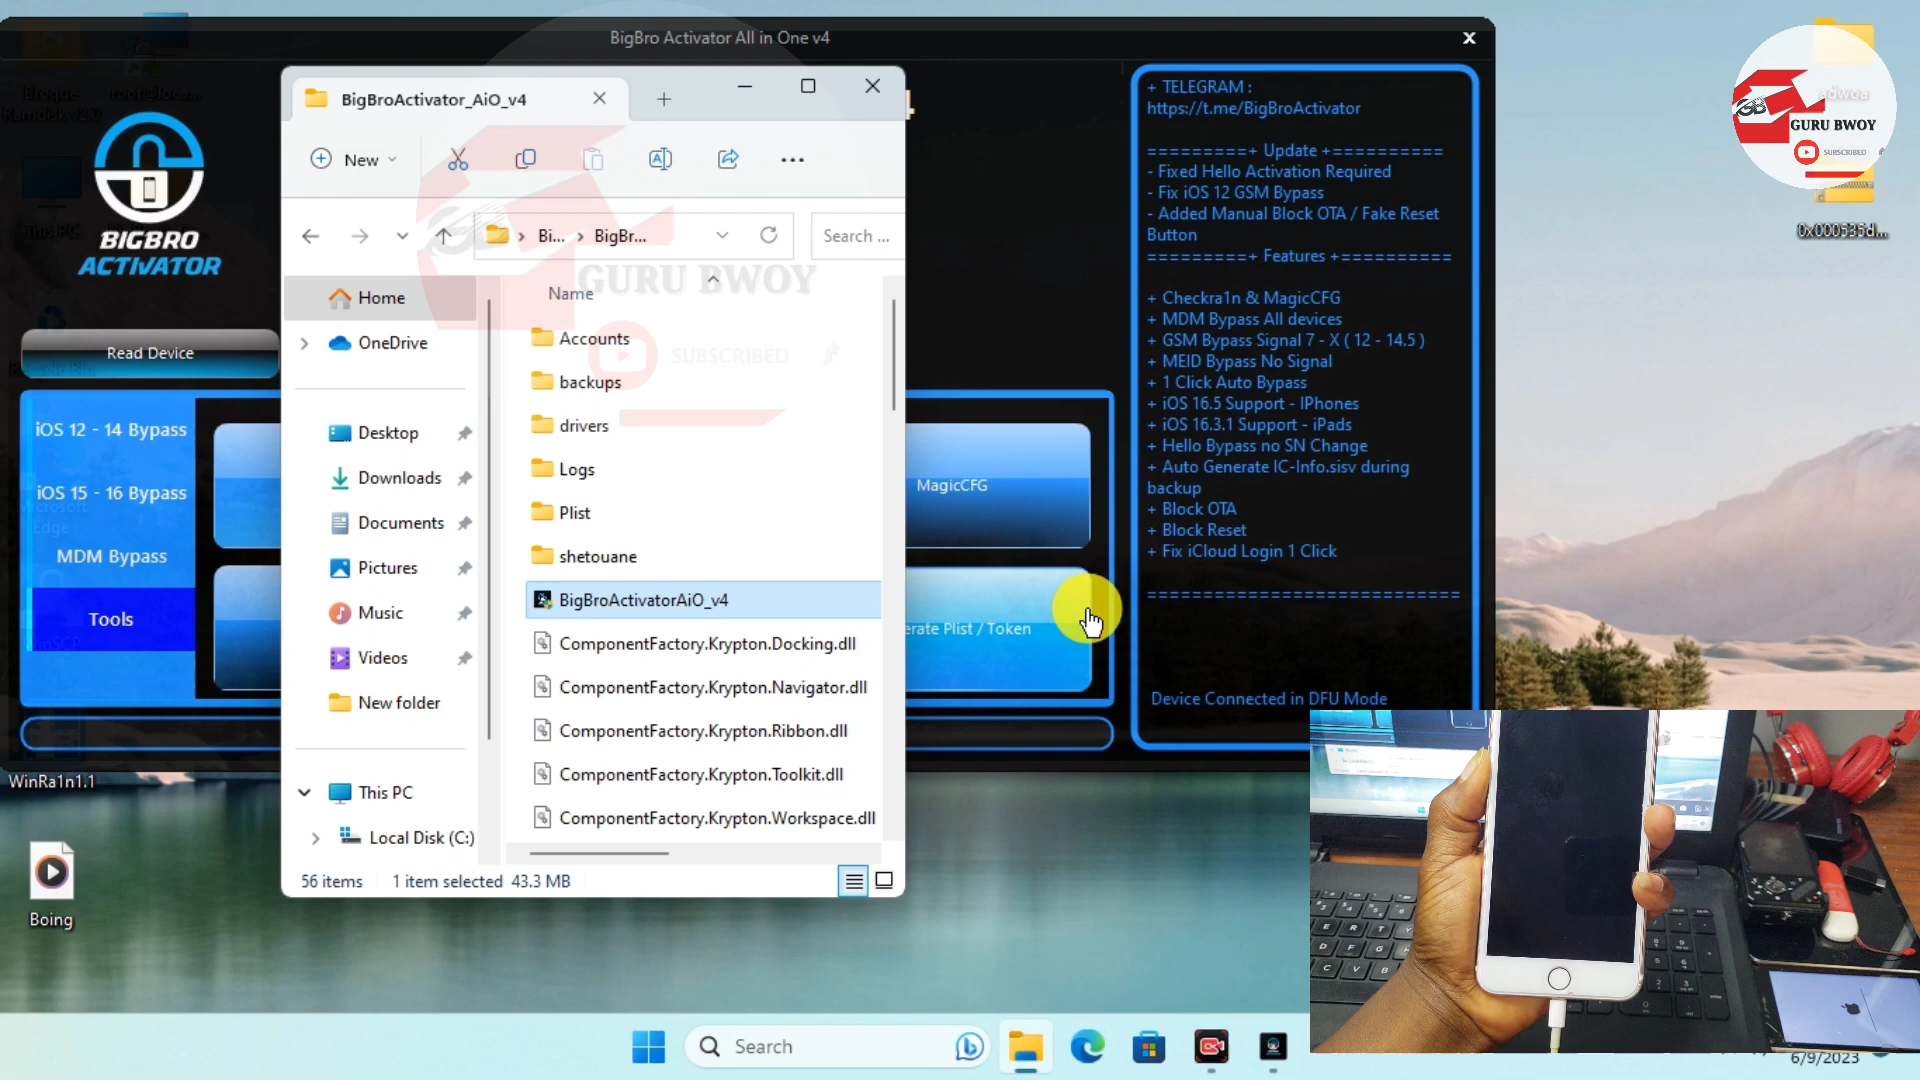 BigBro Activator All in One v4
x
BIGBRO
ACTIVATOR
Read Device
iOS 12 - 14 Bypass
iOS 15 - 16 Bypass
MDM Bypass
Tools
MagicCFG
erate Plist / Token
+ TELEGRAM :
https://t.me/BigBroActivator
=========+ Update +==========
- Fixed Hello Activation Required
- Fix iOS 12 GSM Bypass
- Added Manual Block OTA / Fake Reset
Button
=========+ Features +==========
+ Checkra1n & MagicCFG
+ MDM Bypass All devices
+ GSM Bypass Signal 7 - X ( 12 - 14.5 )
+ MEID Bypass No Signal
+ 1 Click Auto Bypass
+ iOS 16.5 Support - IPhones
+ iOS 16.3.1 Support - iPads
+ Hello Bypass no SN Change
+ Auto Generate IC-Info.sisv during
backup
+ Block OTA
+ Block Reset
+ Fix iCloud Login 1 Click
============================
Device Connected in DFU Mode
BigBroActivator_AiO_v4
New
Bi...
BigBr...
Search ...
Home
OneDrive
Desktop
Downloads
Documents
Pictures
Music
Videos
New folder
This PC
Local Disk (C:)
Name
Accounts
backups
drivers
Logs
Plist
shetouane
BigBroActivatorAiO_v4
ComponentFactory.Krypton.Docking.dll
ComponentFactory.Krypton.Navigator.dll
ComponentFactory.Krypton.Ribbon.dll
ComponentFactory.Krypton.Toolkit.dll
ComponentFactory.Krypton.Workspace.dll
56 items
1 item selected 43.3 MB
GURU BWOY
SUBSCRIBED
adwoa
GURU BWOY
SUBSCRIBED
0x000535d...
Microsoft
Edge
WinRa1n1.1
Boing
Search
6/9/2023